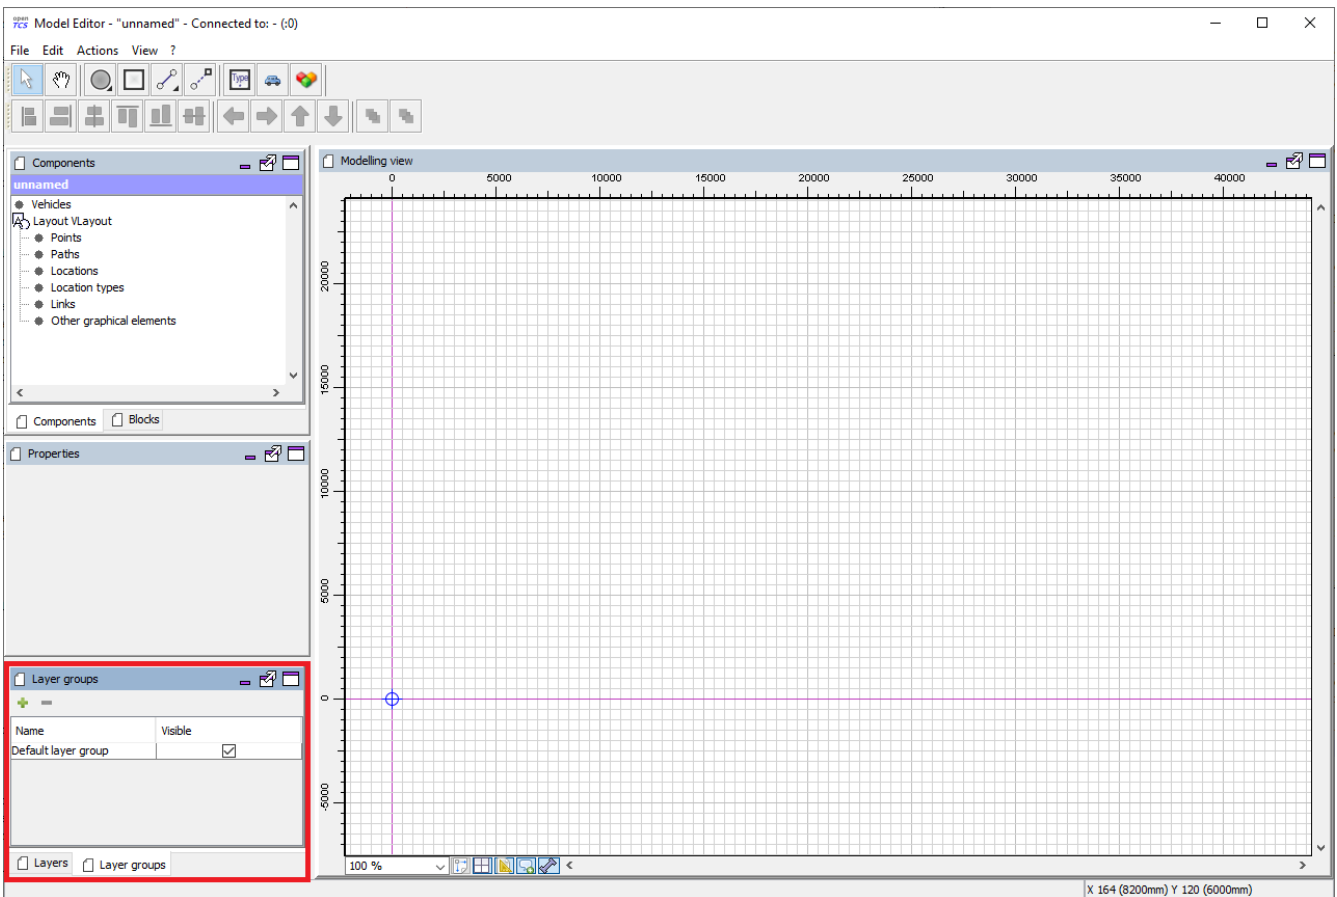 open
TCS Model Editor - "unnamed" - Connected to: - (:0)
File Edit Actions View ?
Type
Components
unnamed
Vehicles
Layout VLayout
Points
Paths
Locations
Location types
Links
Other graphical elements
Components Blocks
Properties
Layer groups
Name Visible
Default layer group
Layers Layer groups
Modelling view
0 5000 10000 15000 20000 25000 30000 35000 40000
20000
15000
10000
5000
0
-5000
100 %
X 164 (8200mm) Y 120 (6000mm)